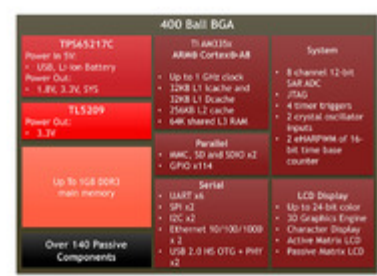 400 Ball BGA
TPS65217C
Power In 5V:
• USB, Li-Ion Battery
Power Out:
• 1.8V, 3.3V, SYS
TL5209
Power Out:
• 3.3V
Up To 1GB DDR3
main memory
Over 140 Passive
Components
TI AM335x
ARM® Cortex®-A8
• Up to 1 GHz clock
• 32KB L1 Icache and
32KB L1 Dcache
• 256KB L2 cache
• 64K shared L3 RAM
Parallel
• MMC, SD and SDIO x2
• GPIO x114
Serial
• UART x6
• SPI x2
• I2C x2
• Ethernet 10/100/1000
x 2
• USB 2.0 HS OTG + PHY
x2
System
• 8 channel 12-bit
SAR ADC
• JTAG
• 4 timer triggers
• 2 crystal oscillator
inputs
• 2 eHRPWM of 16-
bit time base
counter
LCD Display
• Up to 24-bit color
• 3D Graphics Engine
• Character Display
• Active Matrix LCD
• Passive Matrix LCD